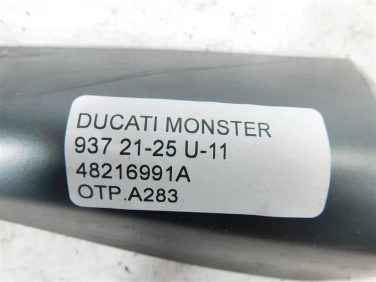 DUCATI MONSTER
937 21-25 U-11
48216991A
OTP.A283